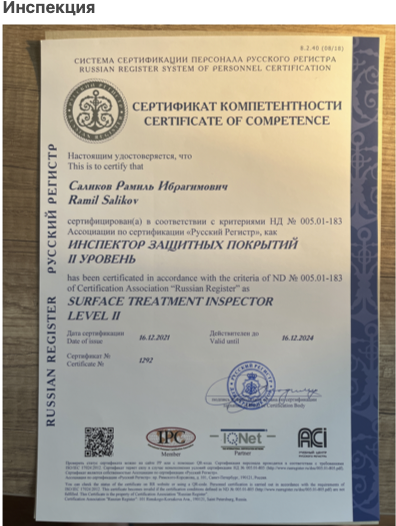 Инспекция
8.2.40 (08/18)
СИСТЕМА СЕРТИФИКАЦИИ ПЕРСОНАЛА РУССКОГО РЕГИСТРА
RUSSIAN REGISTER SYSTEM OF PERSONNEL CERTIFICATION
СЕРТИФИКАТ КОМПЕТЕНТНОСТИ
CERTIFICATE OF COMPETENCE
RUSSIAN REGISTER РУССКИЙ РЕГИСТР
Настоящим удостоверяется, что
This is to certify that
Саликов Рамиль Ибрагимович
Ramil Salikov
сертифицирован(а) в соответствии с критериями НД № 005.01-183
Ассоциации по сертификации «Русский Регистр», как
ИНСПЕКТОР ЗАЩИТНЫХ ПОКРЫТИЙ
II УРОВЕНЬ
has been certified in accordance with the criteria of ND № 005.01-183
of Certification Association "Russian Register" as
SURFACE TREATMENT INSPECTOR
LEVEL II
Дата сертификации Действителен до
Date of issue 16.12.2021 Valid until 16.12.2024
Сертификат №
Certificate № 1292
РУССКИЙ РЕГИСТР
Certification Body
IPC
Member
IQNet
Partner
ACi